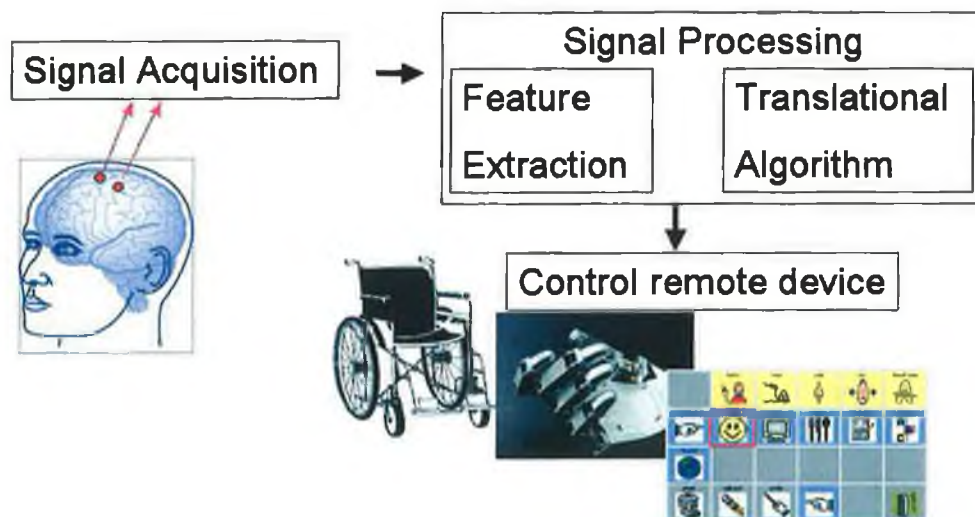 Signal Acquisition
Signal Processing
Feature
Extraction
Translational
Algorithm
Control remote device